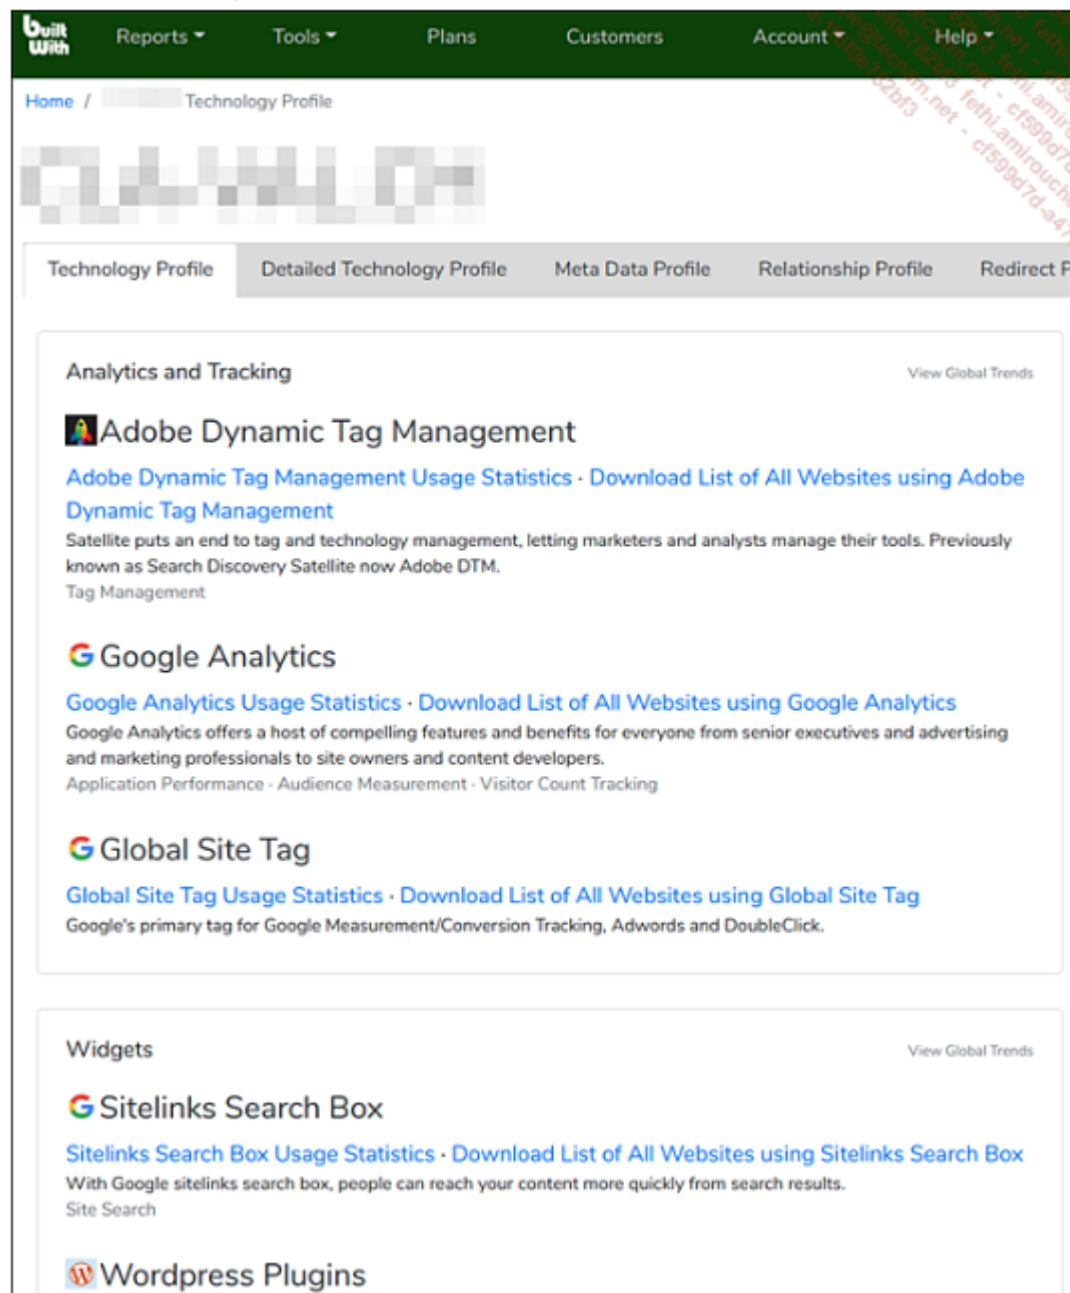 built With
Reports Tools Plans Customers Account Help
Home / Technology Profile
Technology Profile Detailed Technology Profile Meta Data Profile Relationship Profile Redirect P
Analytics and Tracking View Global Trends
Adobe Dynamic Tag Management
Adobe Dynamic Tag Management Usage Statistics · Download List of All Websites using Adobe
Dynamic Tag Management
Satellite puts an end to tag and technology management, letting marketers and analysts manage their tools. Previously
known as Search Discovery Satellite now Adobe DTM.
Tag Management
Google Analytics
Google Analytics Usage Statistics · Download List of All Websites using Google Analytics
Google Analytics offers a host of compelling features and benefits for everyone from senior executives and advertising
and marketing professionals to site owners and content developers.
Application Performance · Audience Measurement · Visitor Count Tracking
Global Site Tag
Global Site Tag Usage Statistics · Download List of All Websites using Global Site Tag
Google's primary tag for Google Measurement/Conversion Tracking, Adwords and DoubleClick.
Widgets View Global Trends
Sitelinks Search Box
Sitelinks Search Box Usage Statistics · Download List of All Websites using Sitelinks Search Box
With Google sitelinks search box, people can reach your content more quickly from search results.
Site Search
Wordpress Plugins